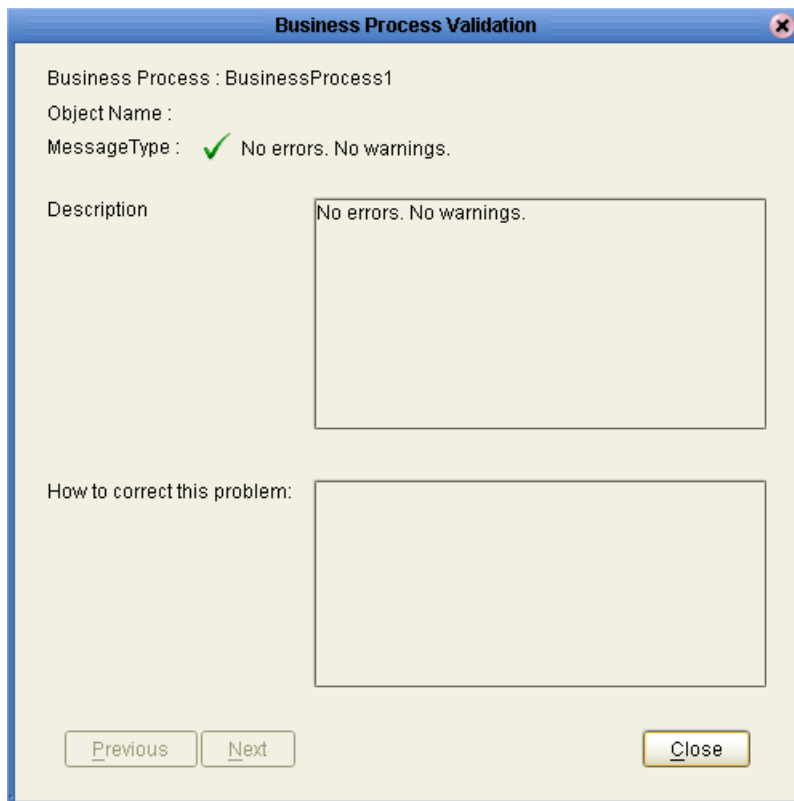 Business Process Validation
Business Process : BusinessProcess1
Object Name :
MessageType : No errors. No warnings.
Description
No errors. No warnings.
How to correct this problem:
Previous Next Close